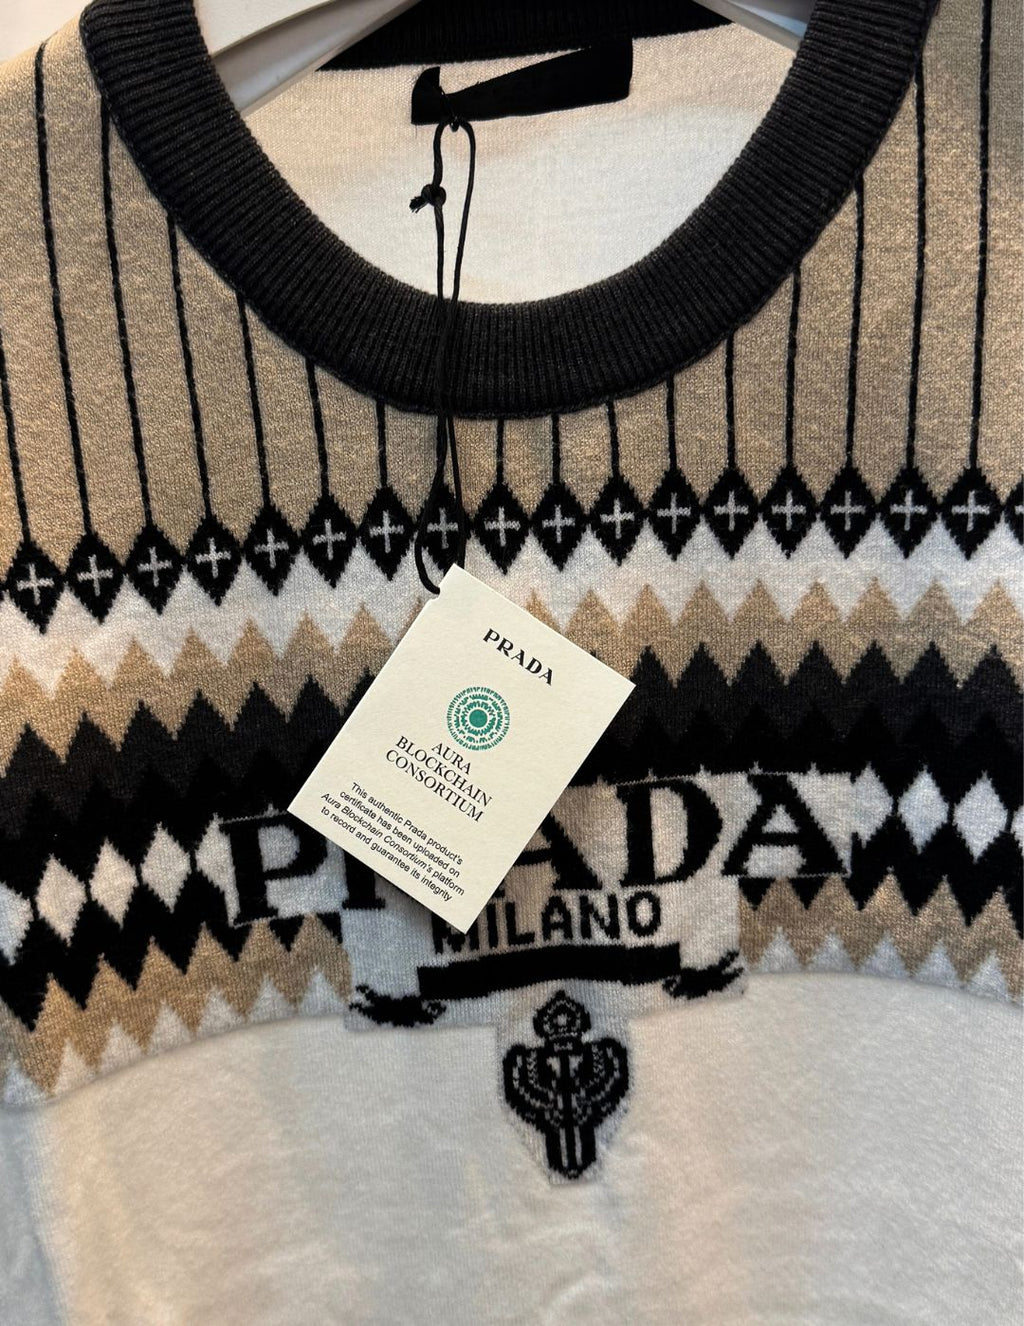 PRADA
AURA
BLOCKCHAIN
CONSORTIUM
This authentic Prada product's
certificate has been uploaded on
Aura Blockchain Consortium's platform
to record and guarantee its integrity
PRADA
MILANO